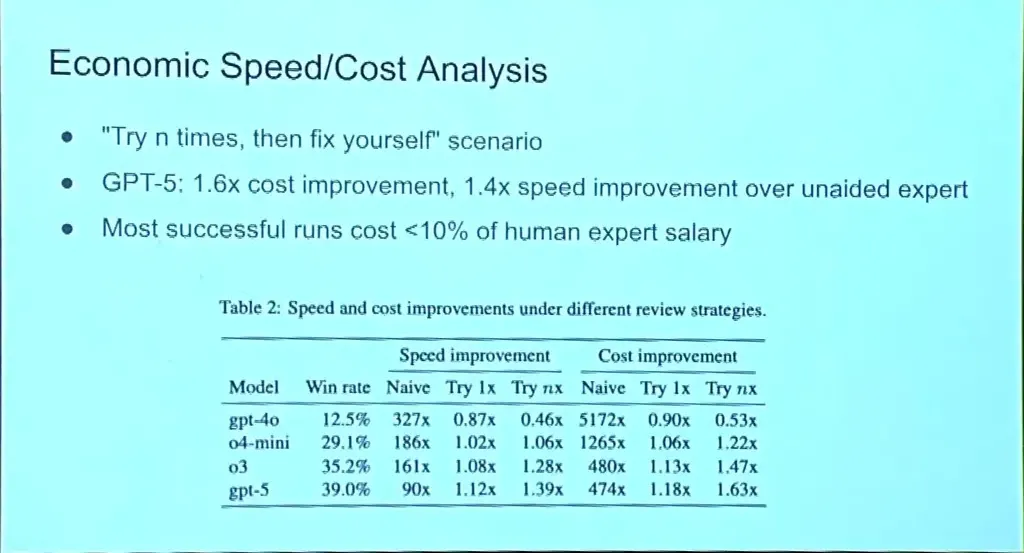 Economic Speed/Cost Analysis
● "Try n times, then fix yourself" scenario
● GPT-5: 1.6x cost improvement, 1.4x speed improvement over unaided expert
● Most successful runs cost <10% of human expert salary
Table 2: Speed and cost improvements under different review strategies.
Speed improvement Cost improvement
Model Win rate Naive Try 1x Try nx Naive Try 1x Try nx
gpt-4o 12.5% 327x 0.87x 0.46x 5172x 0.90x 0.53x
o4-mini 29.1% 186x 1.02x 1.06x 1265x 1.06x 1.22x
o3 35.2% 161x 1.08x 1.28x 480x 1.13x 1.47x
gpt-5 39.0% 90x 1.12x 1.39x 474x 1.18x 1.63x